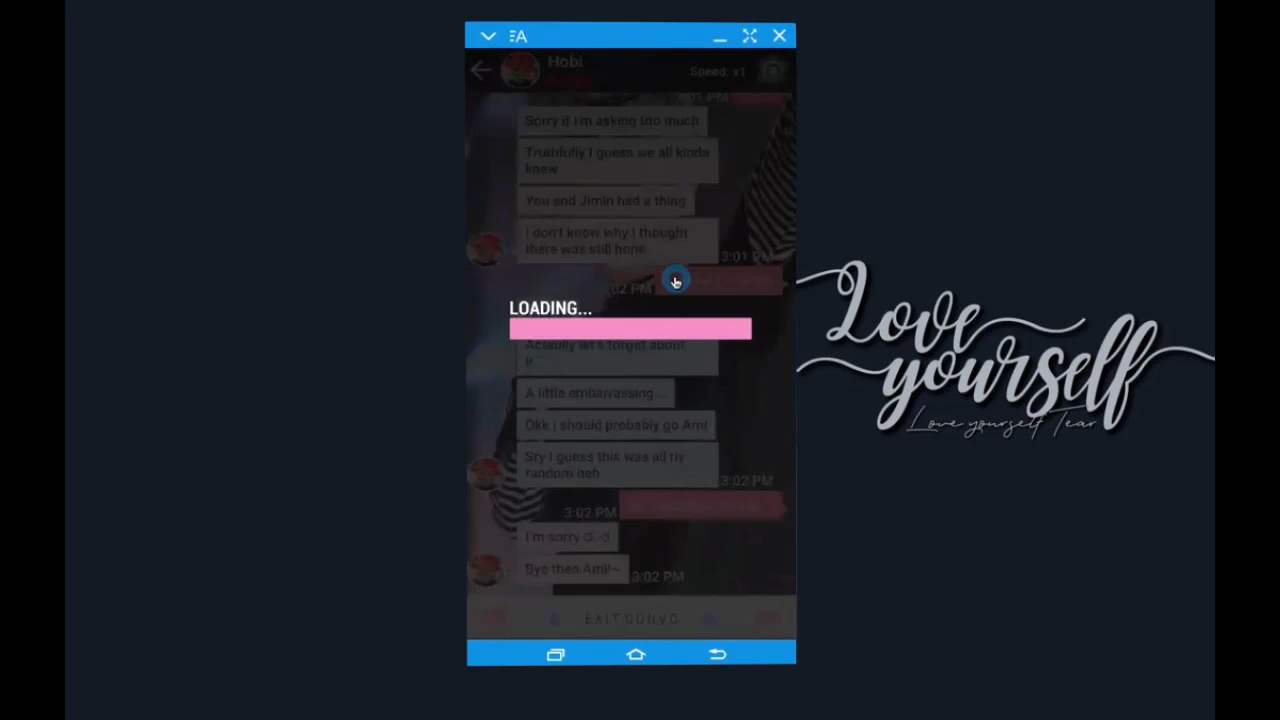 ΞA
Hobi
Speed: x1
Sorry if I'm asking too much
Truthfully I guess we all kinda
knew
You and Jimin had a thing
I don't know why I thought
there was still hope
3:01 PM
LOADING...
Actaully let's forget about
it
A little embarrassing...
Okk I should probably go Ami
Sry I guess this was all rly
random heh
3:02 PM
3:02 PM
I'm sorry
Bye then Ami!~
3:02 PM
EXIT CONVO
Love
yourself
Love yourself Tear